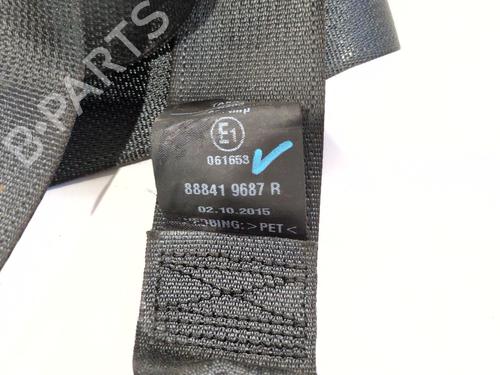 B-PARTS
E1
061653
88841 9687 R
02.10.2015
WEBBING:>PET<